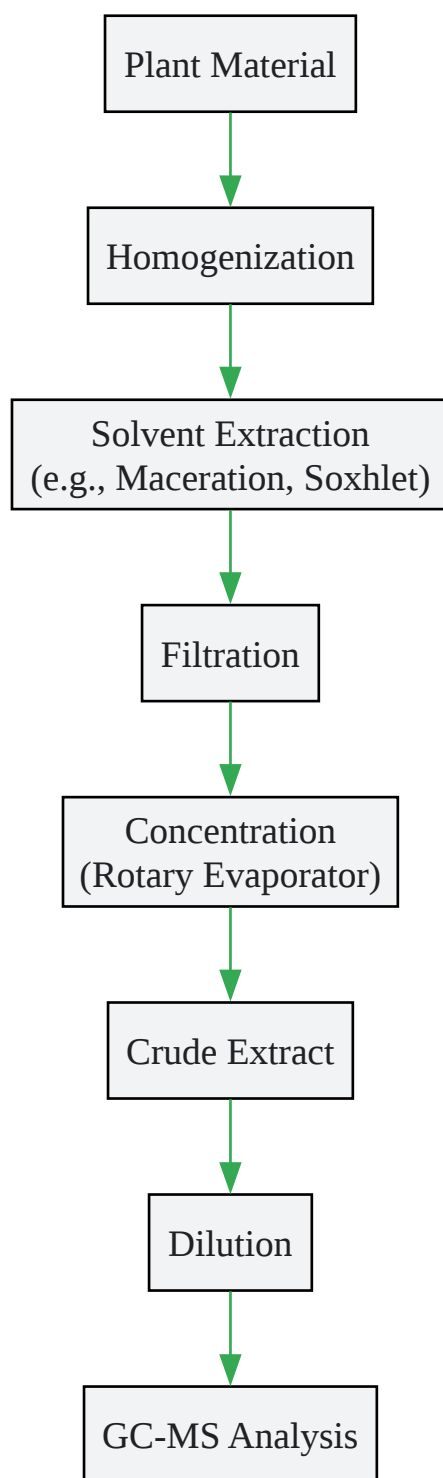 Plant Material
Homogenization
Solvent Extraction
(e.g., Maceration, Soxhlet)
Filtration
Concentration
(Rotary Evaporator)
Crude Extract
Dilution
GC-MS Analysis